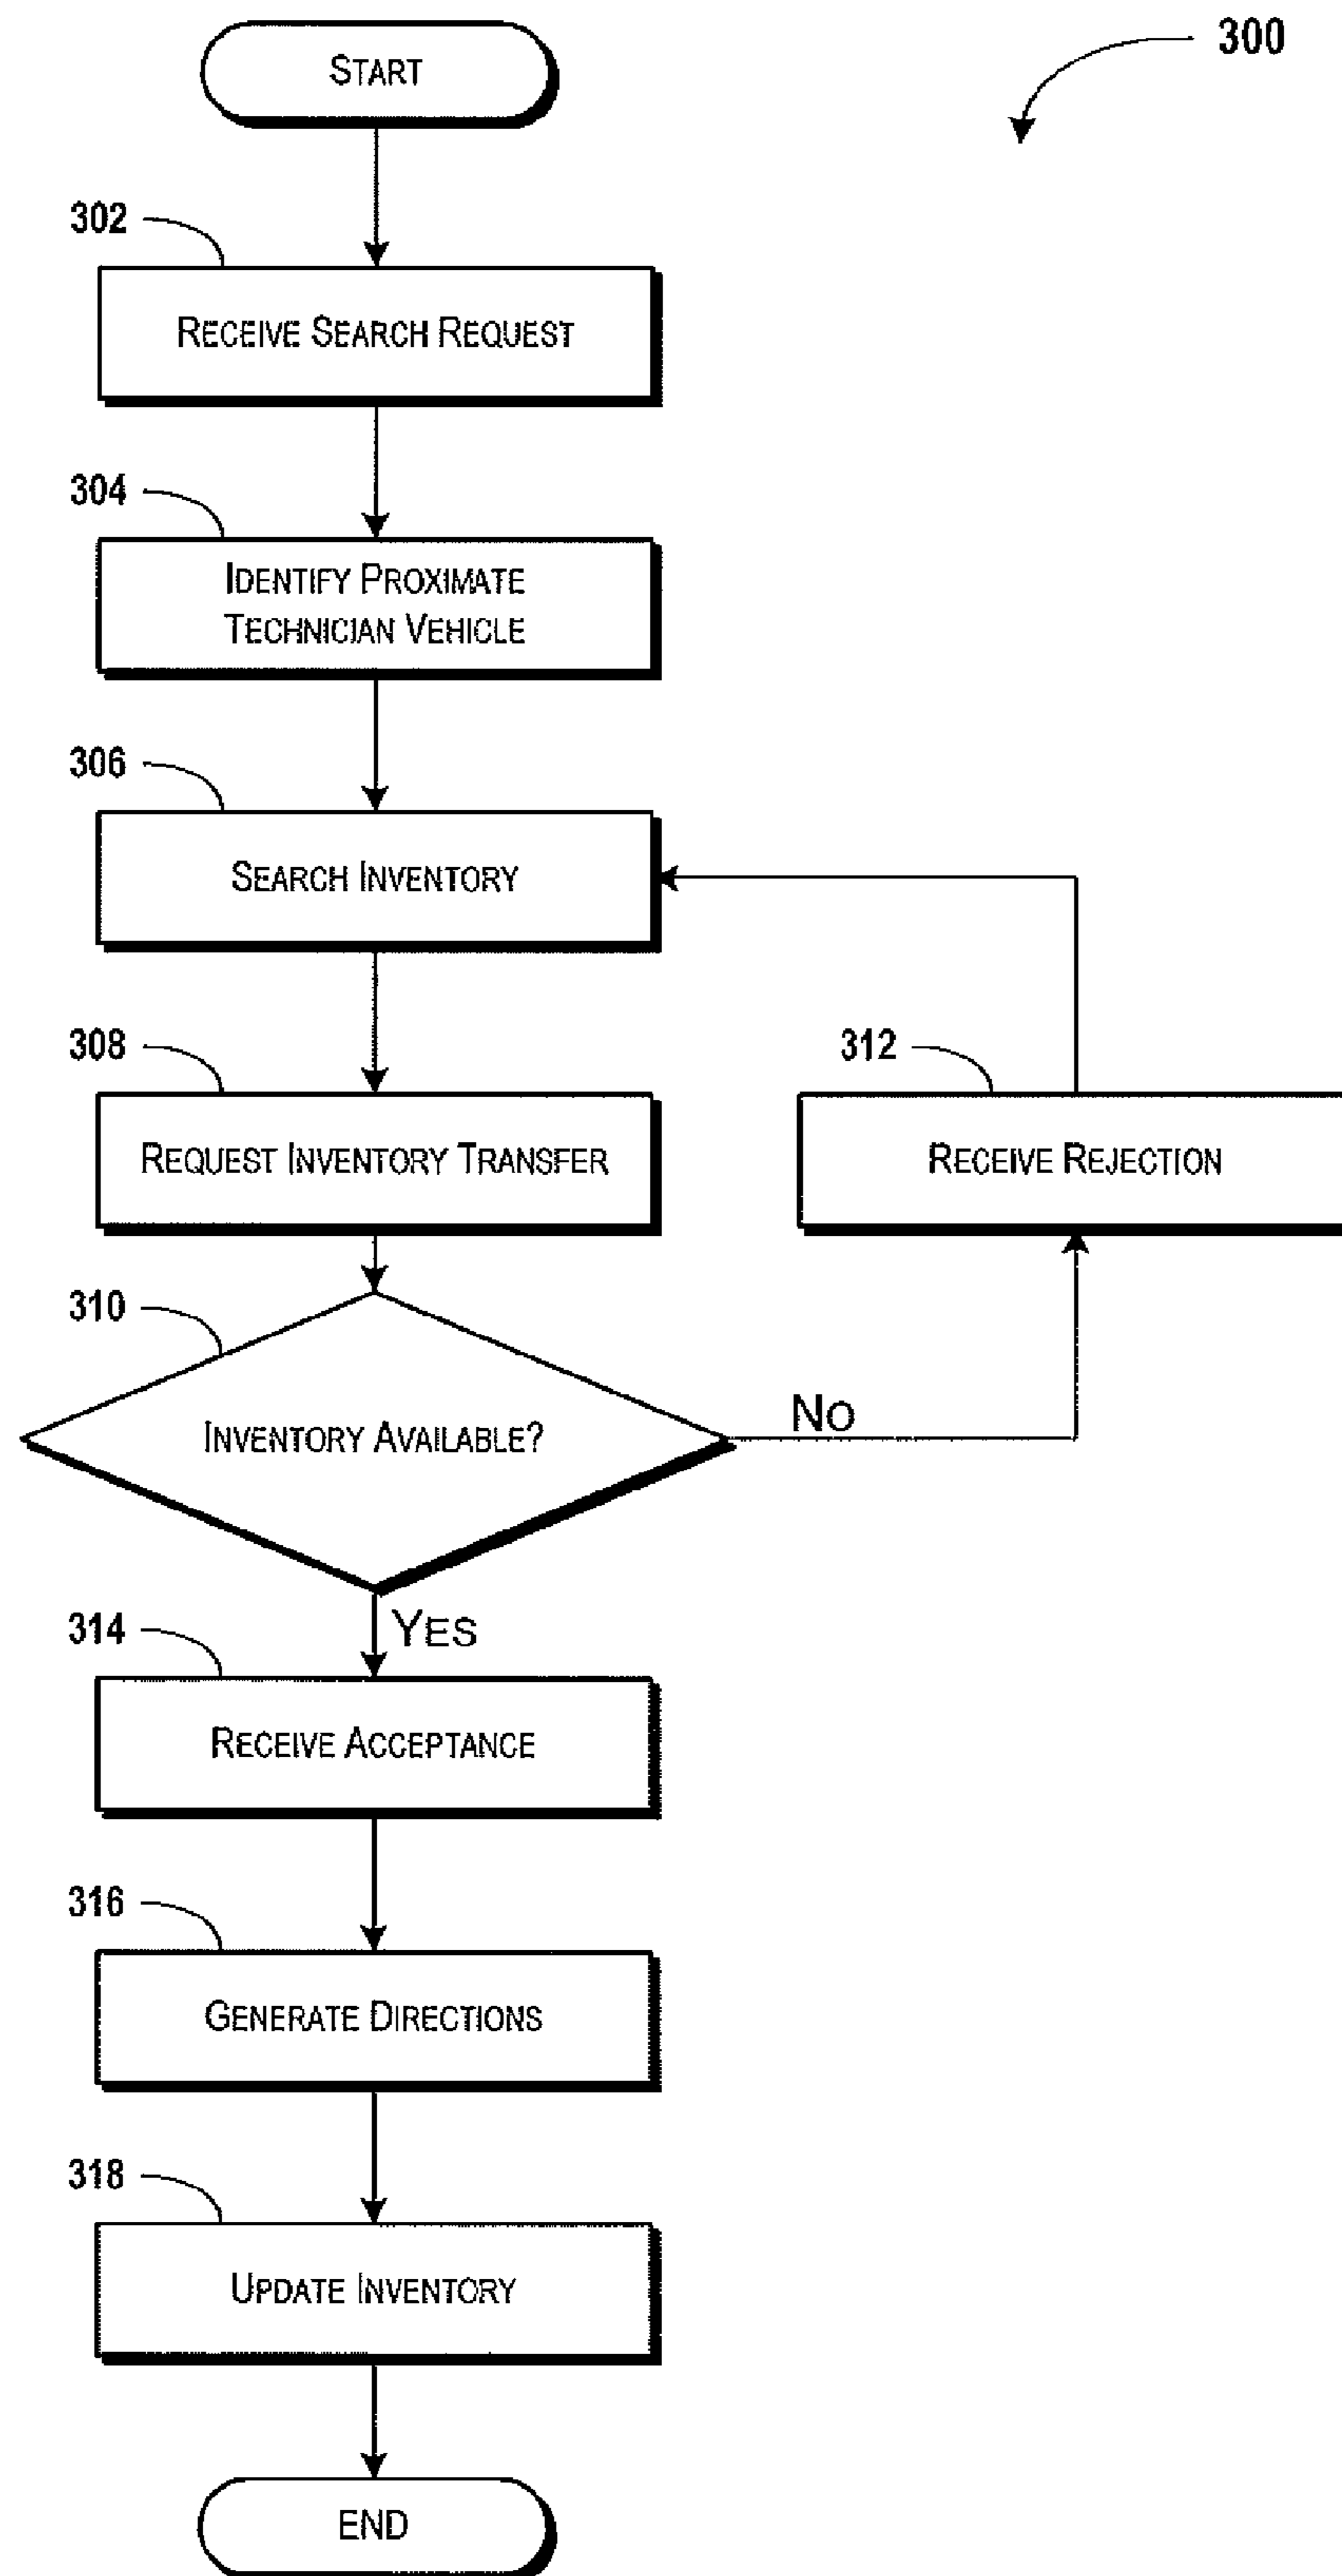 START
300
302
RECEIVE SEARCH REQUEST
304
IDENTIFY PROXIMATE
TECHNICIAN VEHICLE
306
SEARCH INVENTORY
308
REQUEST INVENTORY TRANSFER
312
RECEIVE REJECTION
310
INVENTORY AVAILABLE?
NO
YES
314
RECEIVE ACCEPTANCE
316
GENERATE DIRECTIONS
318
UPDATE INVENTORY
END